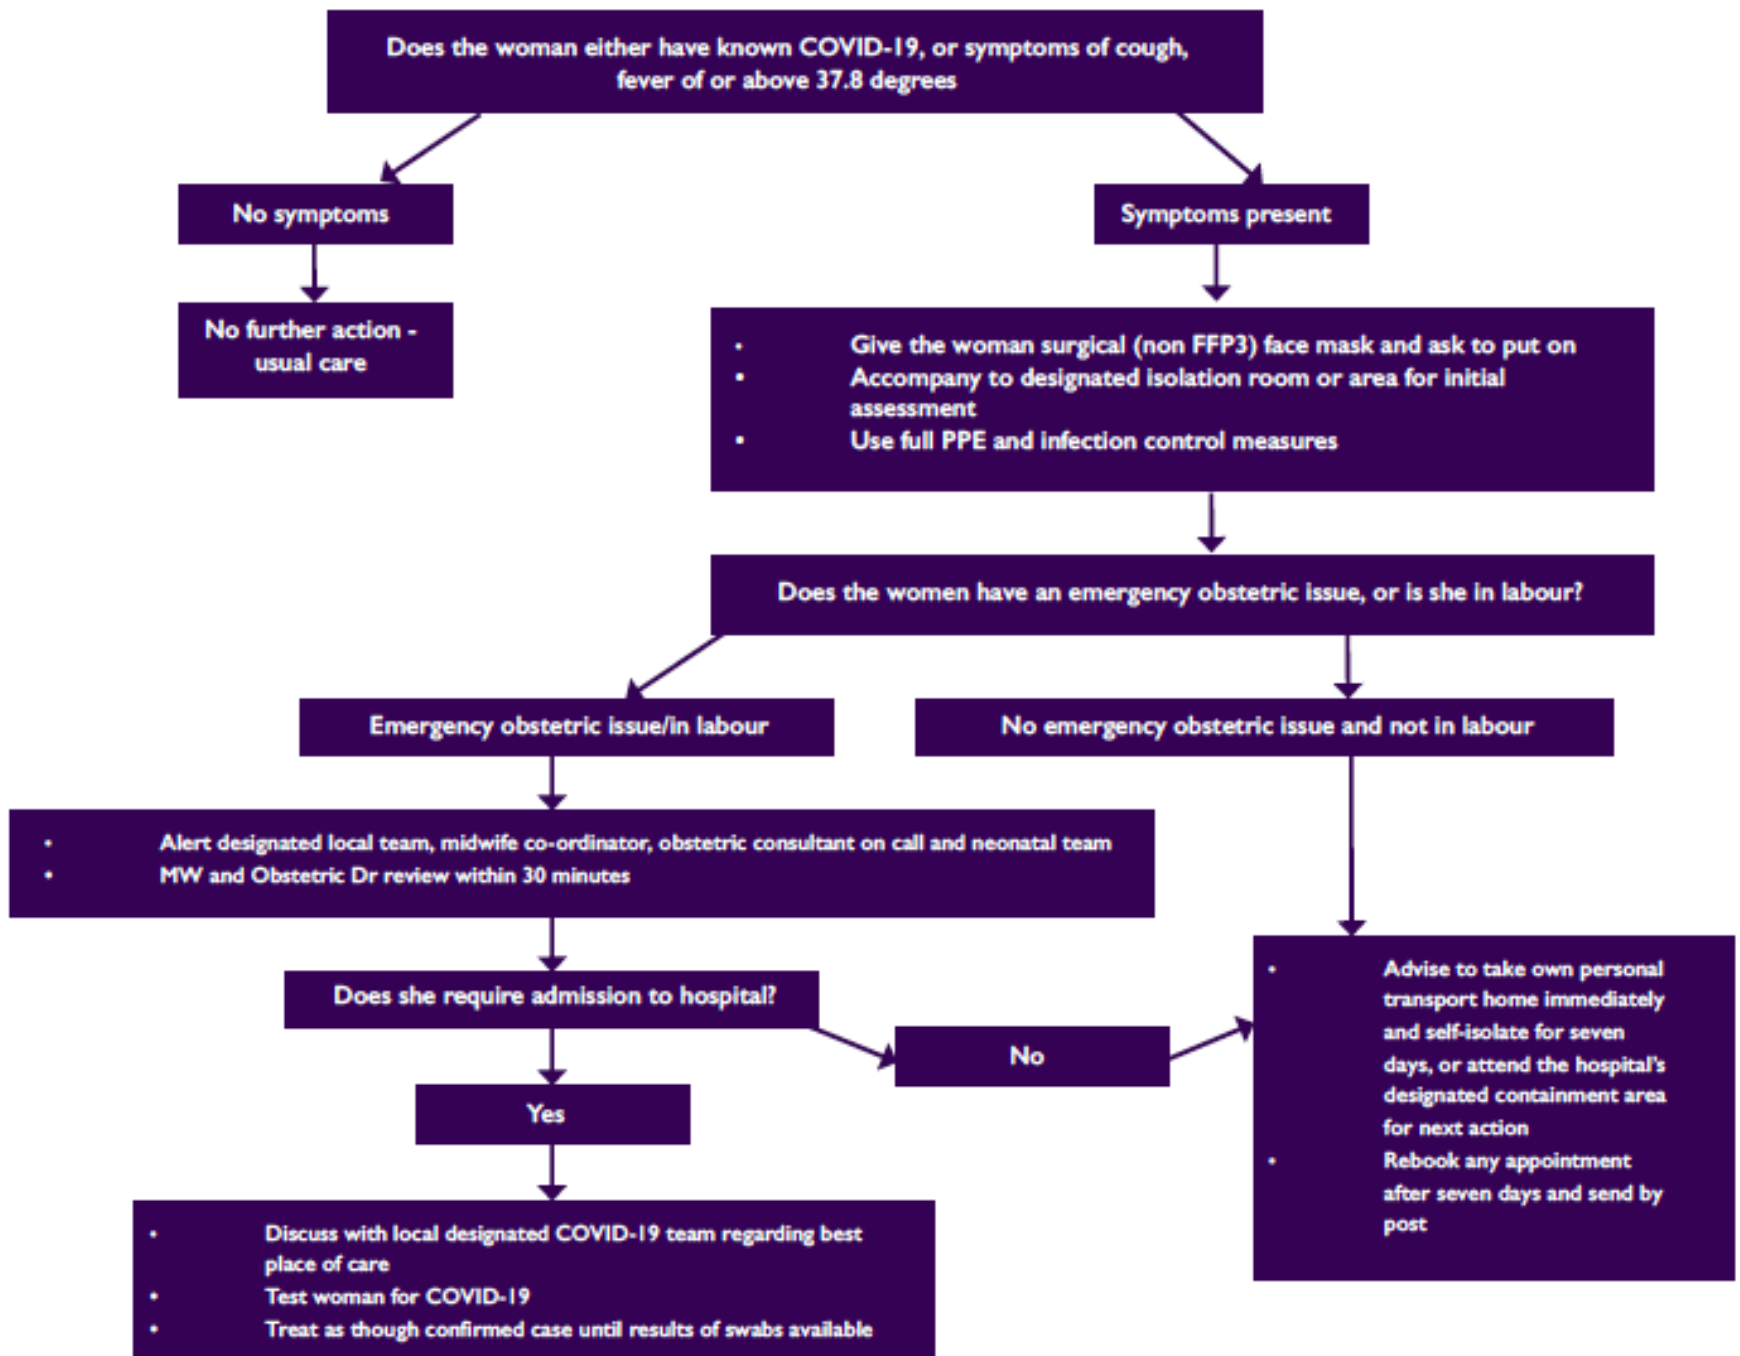 Does the woman either have known COVID-19, or symptoms of cough,
fever of or above 37.8 degrees
No symptoms
Symptoms present
No further action -
usual care
• Give the woman surgical (non FFP3) face mask and ask to put on
• Accompany to designated isolation room or area for initial
assessment
• Use full PPE and infection control measures
Does the women have an emergency obstetric issue, or is she in labour?
Emergency obstetric issue/in labour
No emergency obstetric issue and not in labour
• Alert designated local team, midwife co-ordinator, obstetric consultant on call and neonatal team
• MW and Obstetric Dr review within 30 minutes
Does she require admission to hospital?
No
Yes
• Advise to take own personal
transport home immediately
and self-isolate for seven
days, or attend the hospital's
designated containment area
for next action
• Rebook any appointment
after seven days and send by
post
• Discuss with local designated COVID-19 team regarding best
place of care
• Test woman for COVID-19
• Treat as though confirmed case until results of swabs available